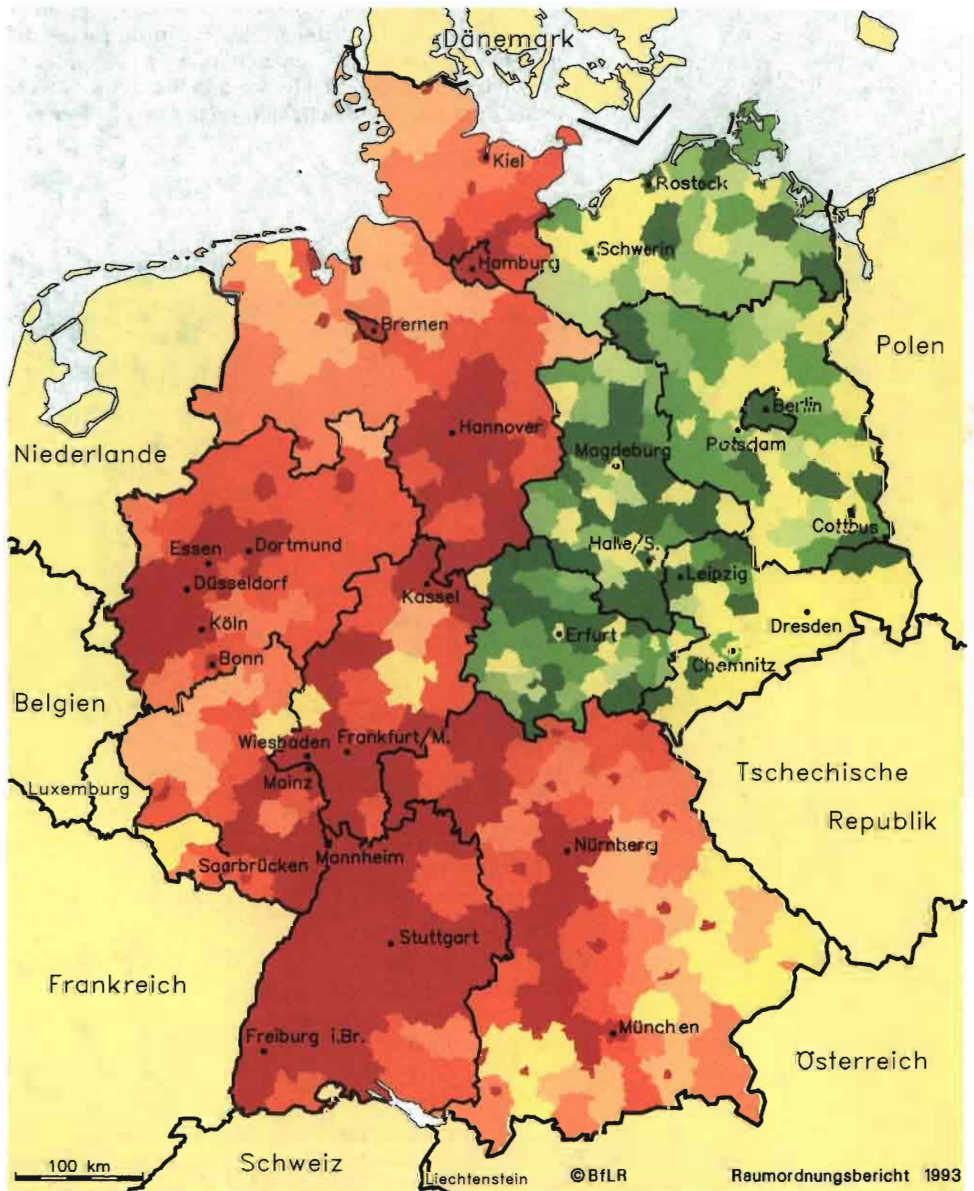 Dänemark
Kiel
Rostock
Schwerin
Hamburg
Bremen
Polen
Berlin
Hannover
Potsdam
Niederlande
Magdeburg
Cottbus
Essen
Dortmund
Halle/S.
Leipzig
Düsseldorf
Kassel
Dresden
Köln
Erfurt
Chemnitz
Bonn
Belgien
Wiesbaden
Frankfurt/M.
Luxemburg
Mainz
Tschechische
Republik
Nürnberg
Mannheim
Saarbrücken
Stuttgart
Frankreich
München
Freiburg i.Br.
Österreich
100 km
Schweiz
Liechtenstein
©BfLR
Raumordnungsbericht 1993